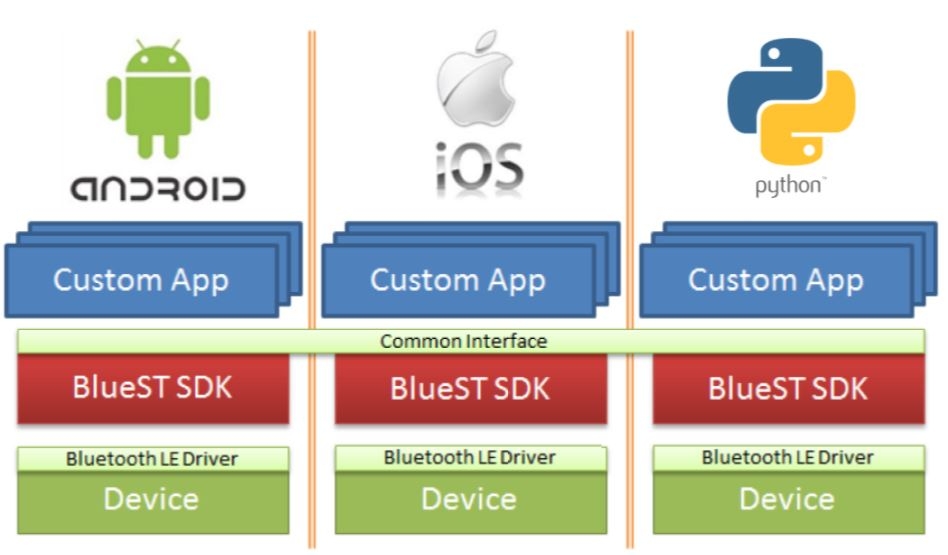 ANDROID
iOS
python™
Custom App
Custom App
Custom App
Common Interface
BlueST SDK
BlueST SDK
BlueST SDK
Bluetooth LE Driver
Bluetooth LE Driver
Bluetooth LE Driver
Device
Device
Device